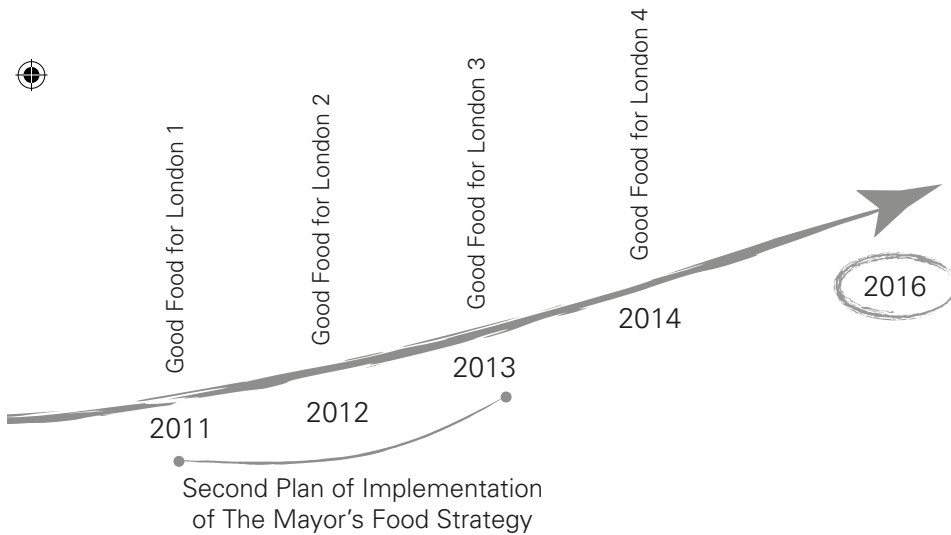 Good Food for London 1
Good Food for London 2
Good Food for London 3
Good Food for London 4
2011
2012
2013
2014
2016
Second Plan of Implementation
of The Mayor’s Food Strategy